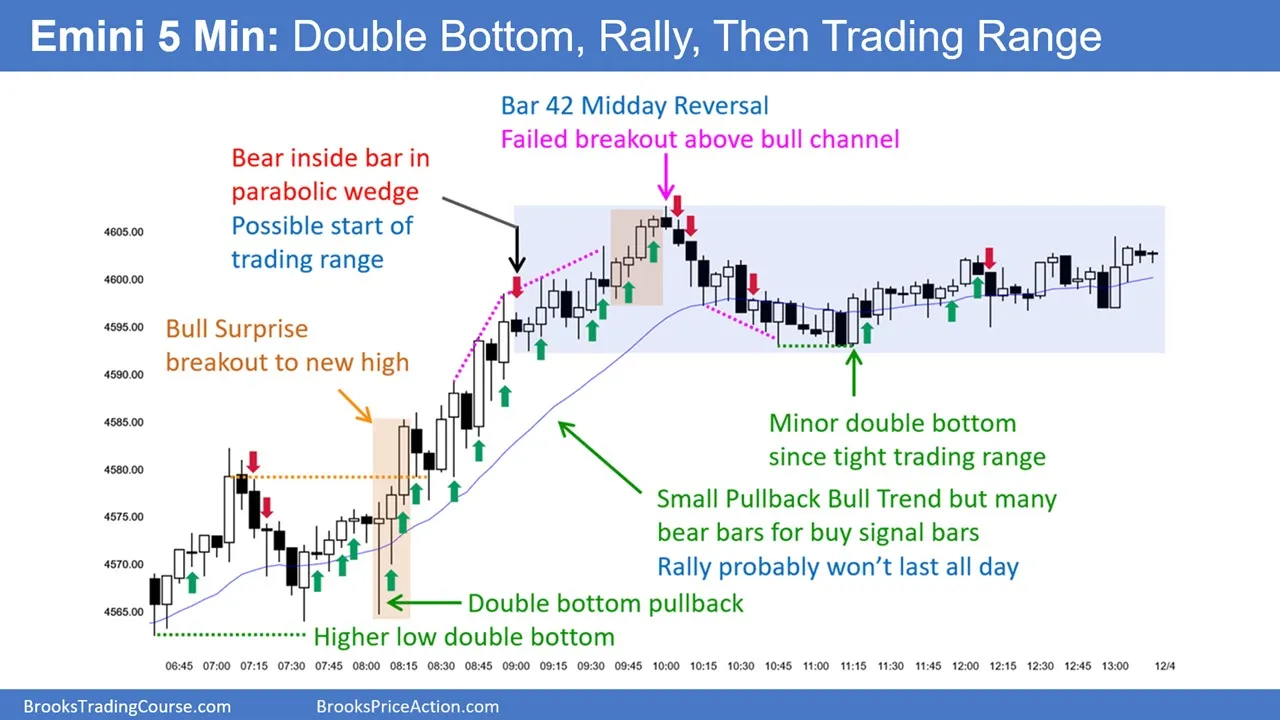 Emini 5 Min: Double Bottom, Rally, Then Trading Range
Bar 42 Midday Reversal
Failed breakout above bull channel
Bear inside bar in
parabolic wedge
Possible start of
trading range
Bull Surprise
breakout to new high
Minor double bottom
since tight trading range
Small Pullback Bull Trend but many
bear bars for buy signal bars
Rally probably won’t last all day
Double bottom pullback
Higher low double bottom
4605.00
4600.00
4595.00
4590.00
4585.00
4580.00
4575.00
4570.00
4565.00
06:45 07:00 07:15 07:30 07:45 08:00 08:15 08:30 08:45 09:00 09:15 09:30 09:45 10:00 10:15 10:30 10:45 11:00 11:15 11:30 11:45 12:00 12:15 12:30 12:45 13:00 12/4
BrooksTradingCourse.com BrooksPriceAction.com